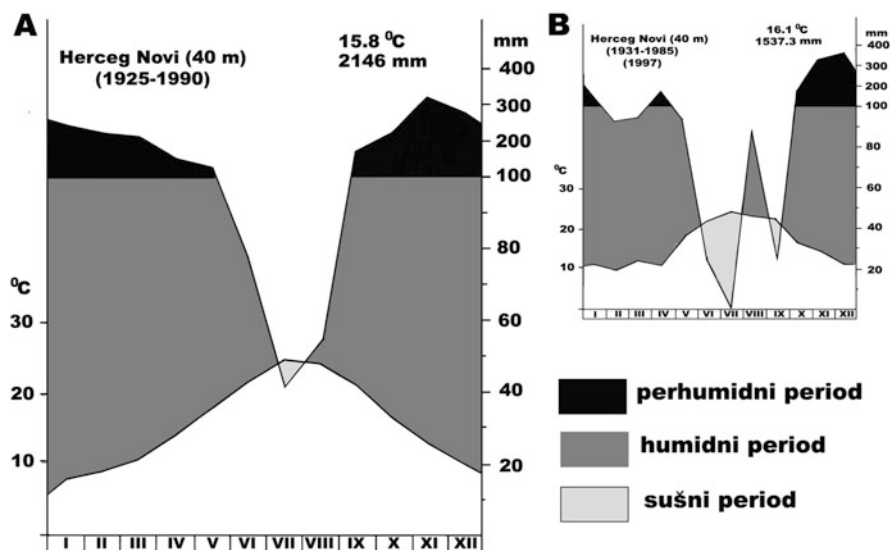 A
Herceg Novi (40 m)
(1925-1990)
15.8 ⁰C
2146 mm
mm
400
300
200
100
80
60
40
20
⁰C
30
20
10
I II III IV V VI VII VIII IX X XI XII
B
Herceg Novi (40 m)
(1931-1985)
(1997)
16.1 ⁰C
1537.3 mm
mm
400
300
200
100
80
60
40
20
⁰C
30
20
10
I II III IV V VI VII VIII IX X XI XII
perhumidni period
humidni period
sušni period